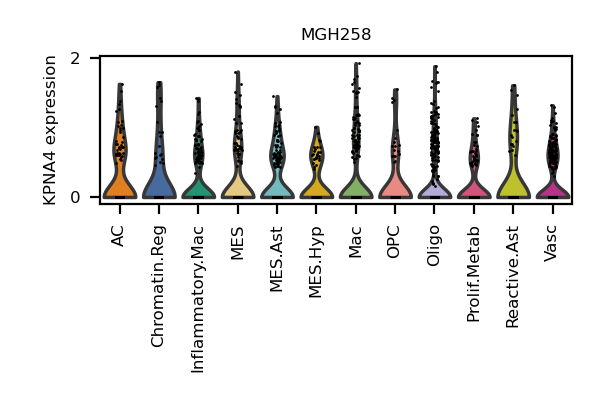 MGH258
KPNA4 expression
2
0
AC
Chromatin.Reg
Inflammatory.Mac
MES
MES.Ast
MES.Hyp
Mac
OPC
Oligo
Prolif.Metab
Reactive.Ast
Vasc